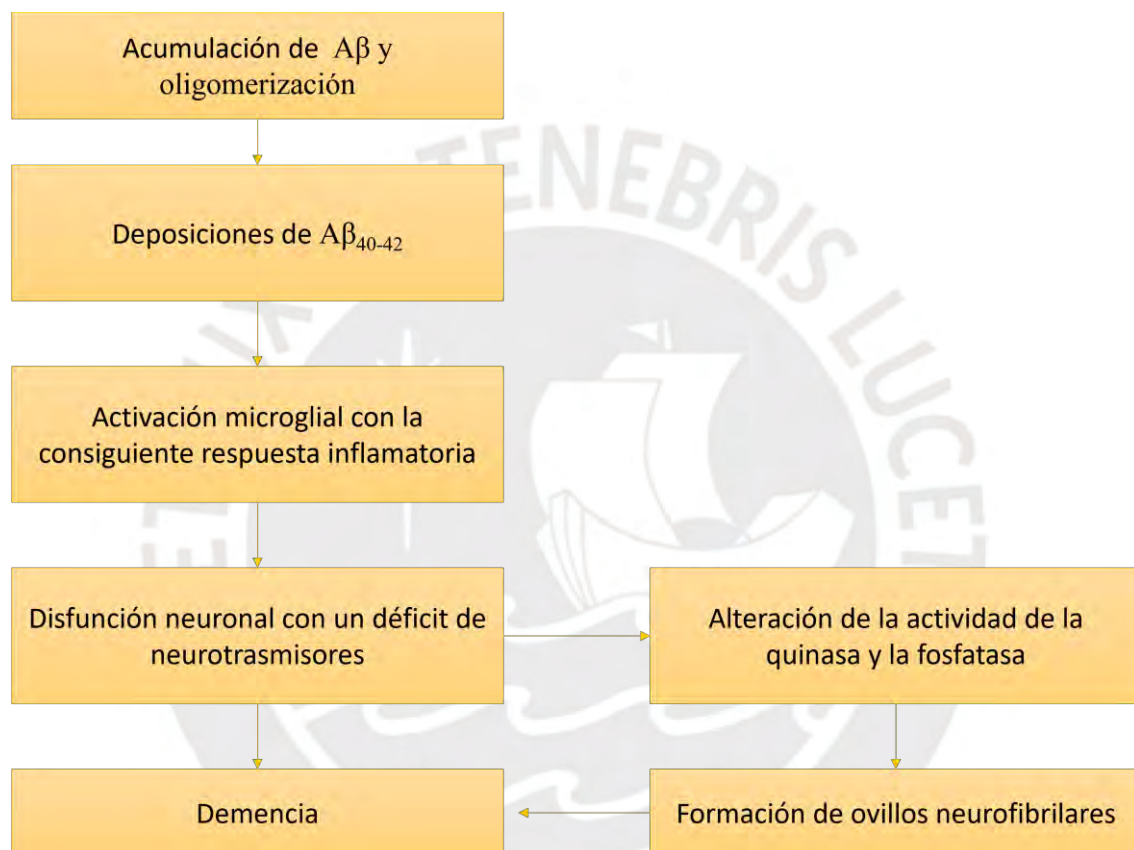 Acumulación de Aβ y
oligomerización
Deposiciones de Aβ₄₀₋₄₂
Activación microglial con la
consiguiente respuesta inflamatoria
Disfunción neuronal con un déficit de
neurotrasmisores
Alteración de la actividad de la
quinasa y la fosfatasa
Demencia
Formación de ovillos neurofibrilares
TENEBRIS LUCET